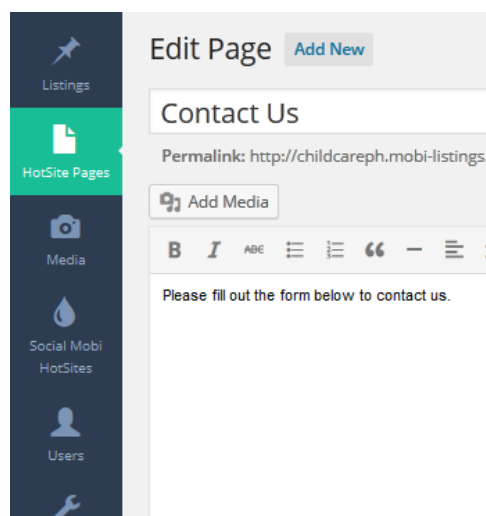 Listings
HotSite Pages
Media
Social Mobi
HotSites
Users
Edit Page Add New
Contact Us
Permalink: http://childcareph.mobi-listings.
Add Media
B I ABC
Please fill out the form below to contact us.